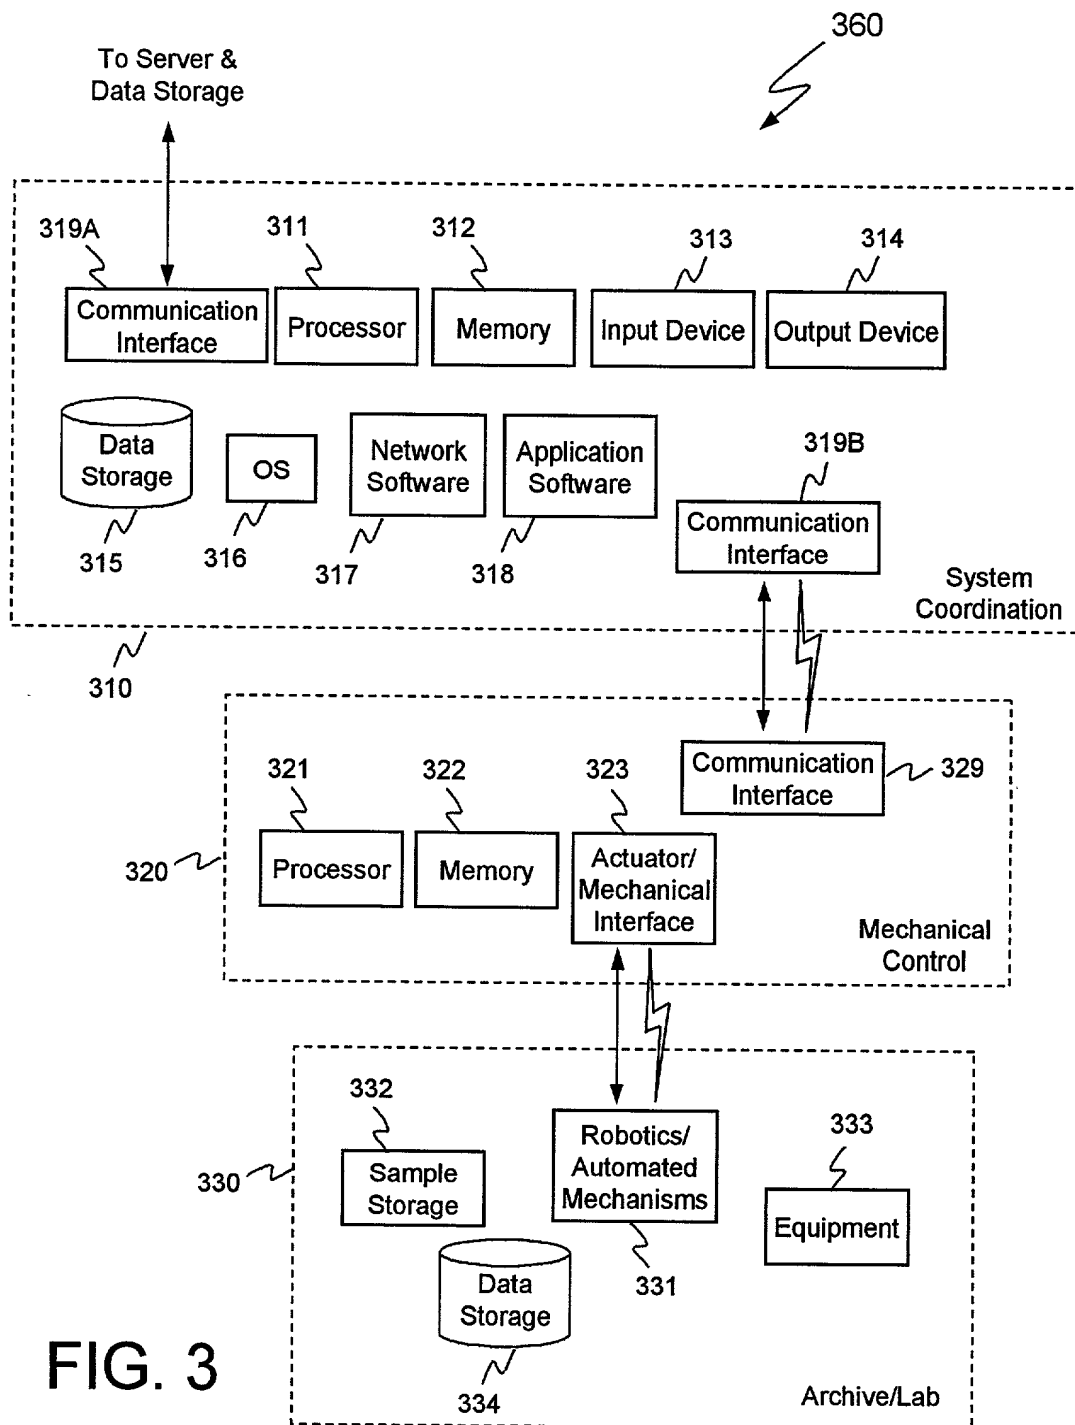 360
To Server &
Data Storage
319A
311
312
313
314
Communication
Interface
Processor
Memory
Input Device
Output Device
Data
Storage
OS
Network
Software
Application
Software
319B
Communication
Interface
315
316
317
318
System
Coordination
310
321
322
323
Communication
Interface
329
320
Processor
Memory
Actuator/
Mechanical
Interface
Mechanical
Control
332
333
330
Sample
Storage
Robotics/
Automated
Mechanisms
Equipment
331
Data
Storage
334
FIG. 3
Archive/Lab